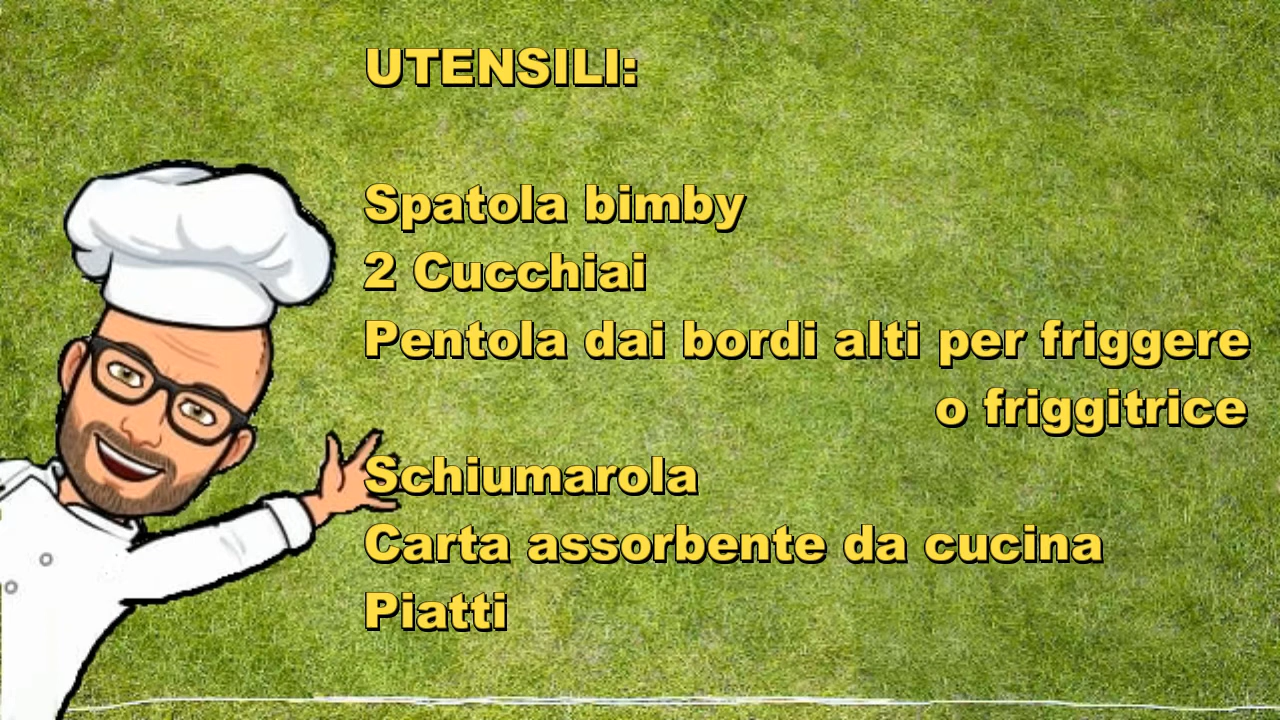 UTENSILI:
Spatola bimby
2 Cucchiai
Pentola dai bordi alti per friggere
o friggitrice
Schiumarola
Carta assorbente da cucina
Piatti